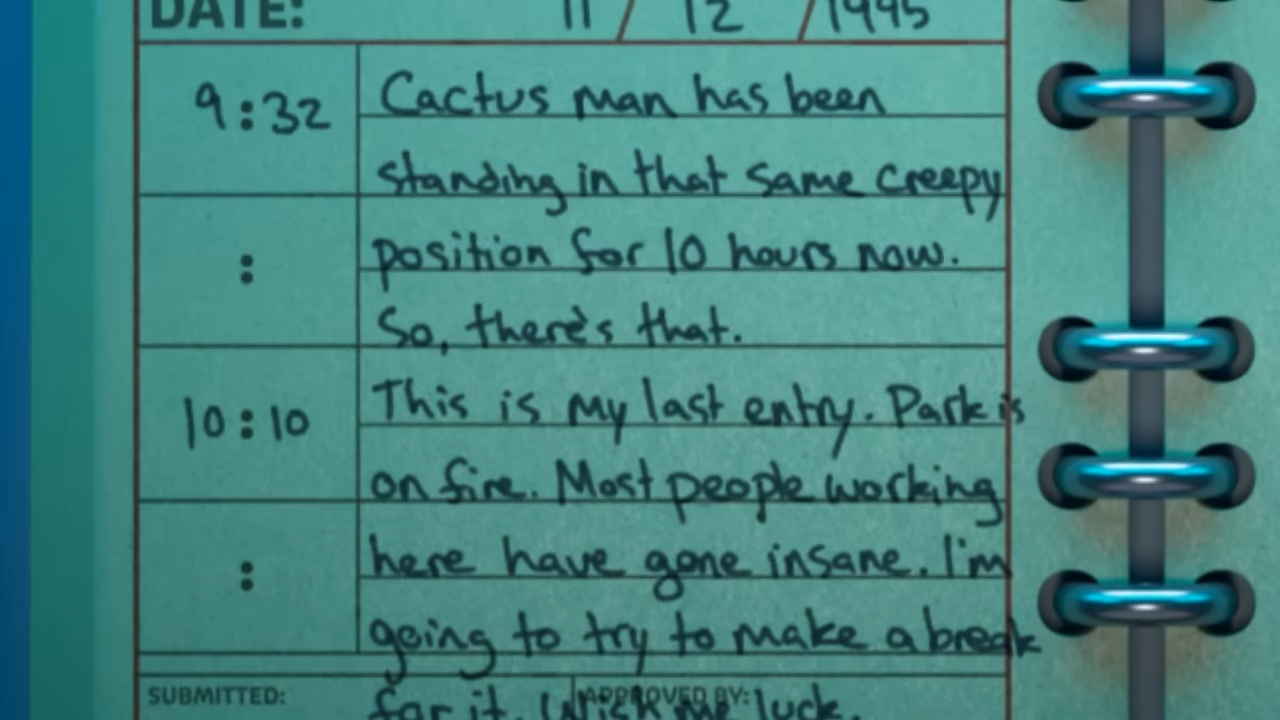 DATE: 11 / 12 / 1995
9:32 Cactus man has been
standing in that same creepy
: position for 10 hours now.
So, there's that.
10:10 This is my last entry. Park is
on fire. Most people working
: here have gone insane. I'm
going to try to make a break
SUBMITTED: APPROVED BY:
for it. Wish me luck.